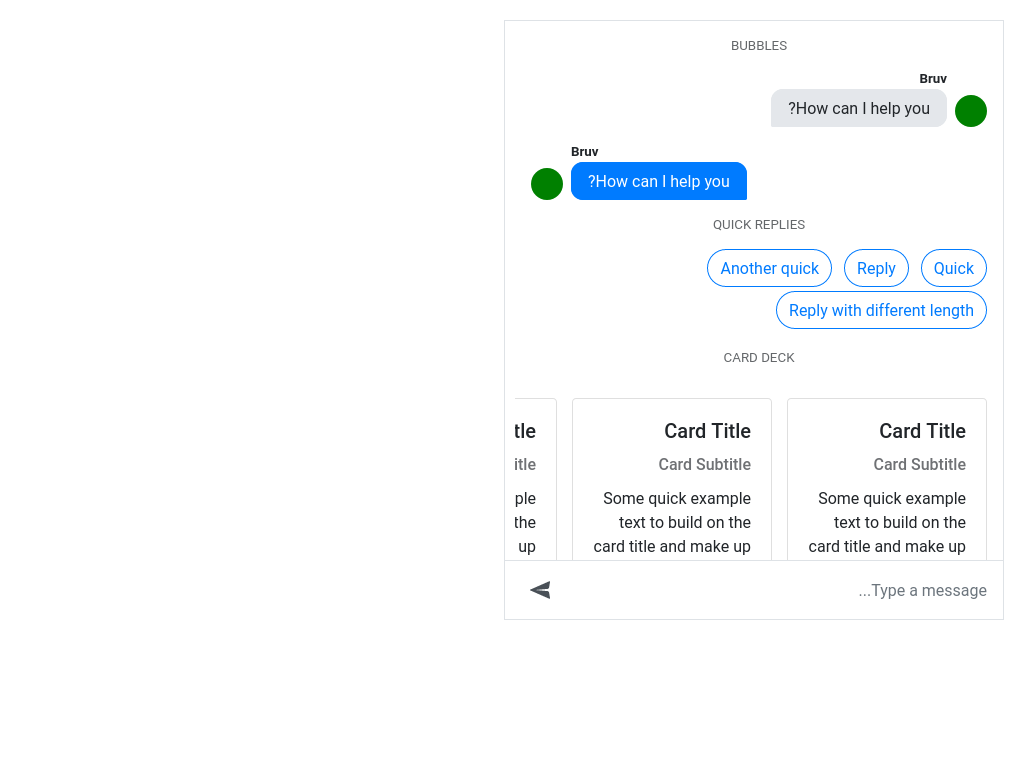 BUBBLES
Bruv
?How can I help you
Bruv
?How can I help you
QUICK REPLIES
Another quick Reply Quick
Reply with different length
CARD DECK
tle
itle
ple
the
up
Card Title
Card Subtitle
Some quick example
text to build on the
card title and make up
Card Title
Card Subtitle
Some quick example
text to build on the
card title and make up
...Type a message